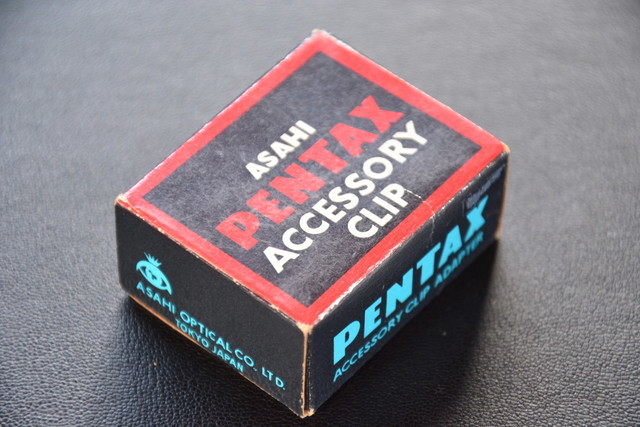 ASAHI
PENTAX
ACCESSORY
CLIP
PENTAX
ACCESSORY CLIP ADAPTER
ASAHI OPTICAL CO. LTD.
TOKYO JAPAN